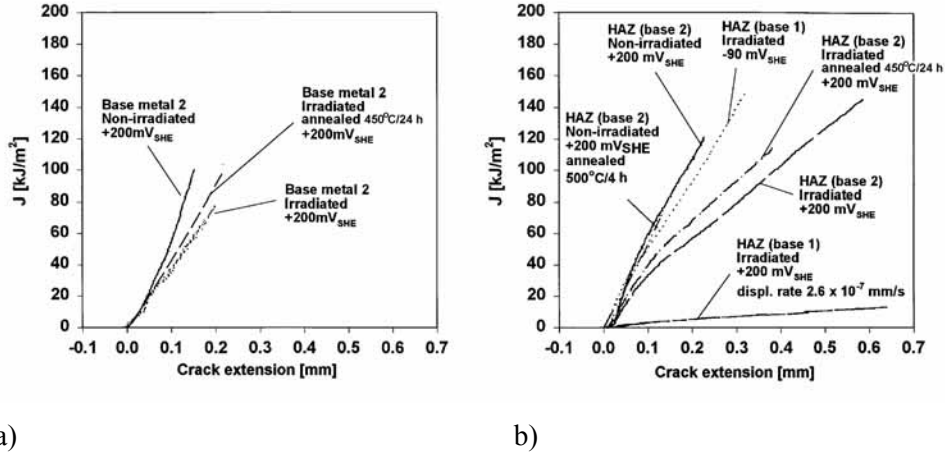 200
180
160
140
120
100
80
60
40
20
0
J [kJ/m²]
Base metal 2
Non-irradiated
+200mVSHE
Base metal 2
Irradiated
annealed 450°C/24 h
+200mVSHE
Base metal 2
Irradiated
+200mVSHE
-0.1 0.0 0.1 0.2 0.3 0.4 0.5 0.6 0.7
Crack extension [mm]
a)
200
180
160
140
120
100
80
60
40
20
0
J [kJ/m²]
HAZ (base 2)
Non-irradiated
+200 mVSHE
HAZ (base 1)
Irradiated
-90 mVSHE
HAZ (base 2)
Irradiated
annealed 450°C/24 h
+200 mVSHE
HAZ (base 2)
Non-irradiated
+200 mVSHE
annealed
500°C/4 h
HAZ (base 2)
Irradiated
+200 mVSHE
HAZ (base 1)
Irradiated
+200 mVSHE
displ. rate 2.6 x 10⁻⁷ mm/s
-0.1 0.0 0.1 0.2 0.3 0.4 0.5 0.6 0.7
Crack extension [mm]
b)